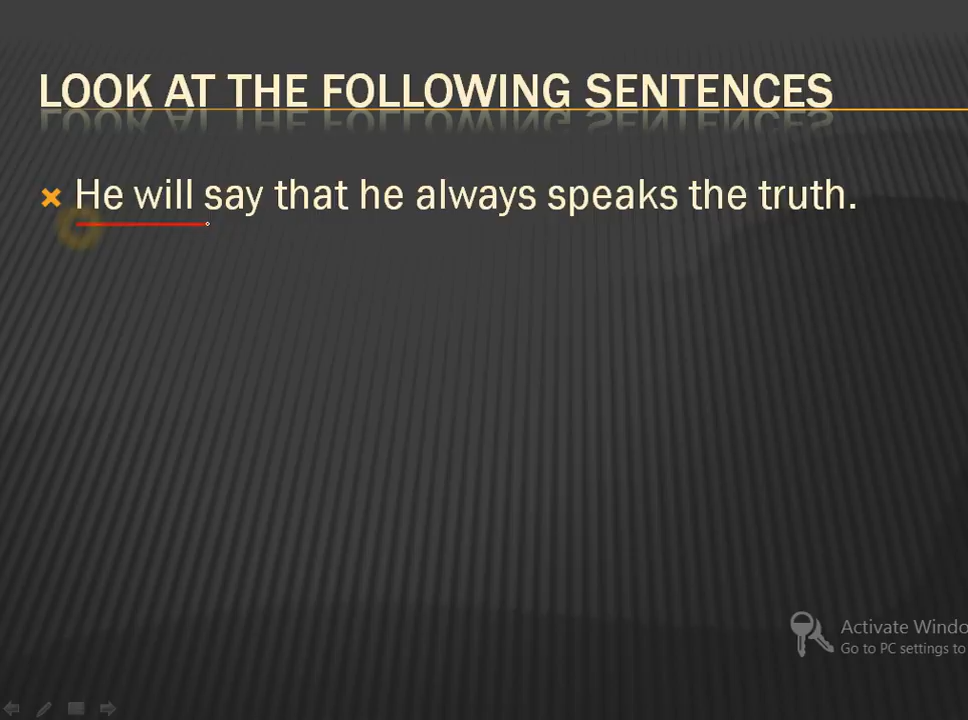 LOOK AT THE FOLLOWING SENTENCES
He will say that he always speaks the truth.
Activate Windo
Go to PC settings to